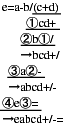 e=a-b/(c+d)
①cd+
②b①/
→bcd+/
③a②-
→abcd+/-
④e③=
→eabcd+/-=